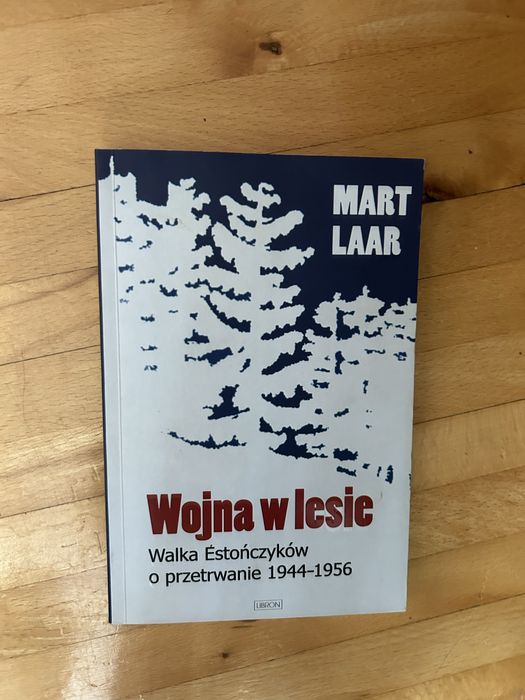 MART
LAAR
Wojna w lesie
Walka Estończyków
o przetrwanie 1944–1956
LIBRON